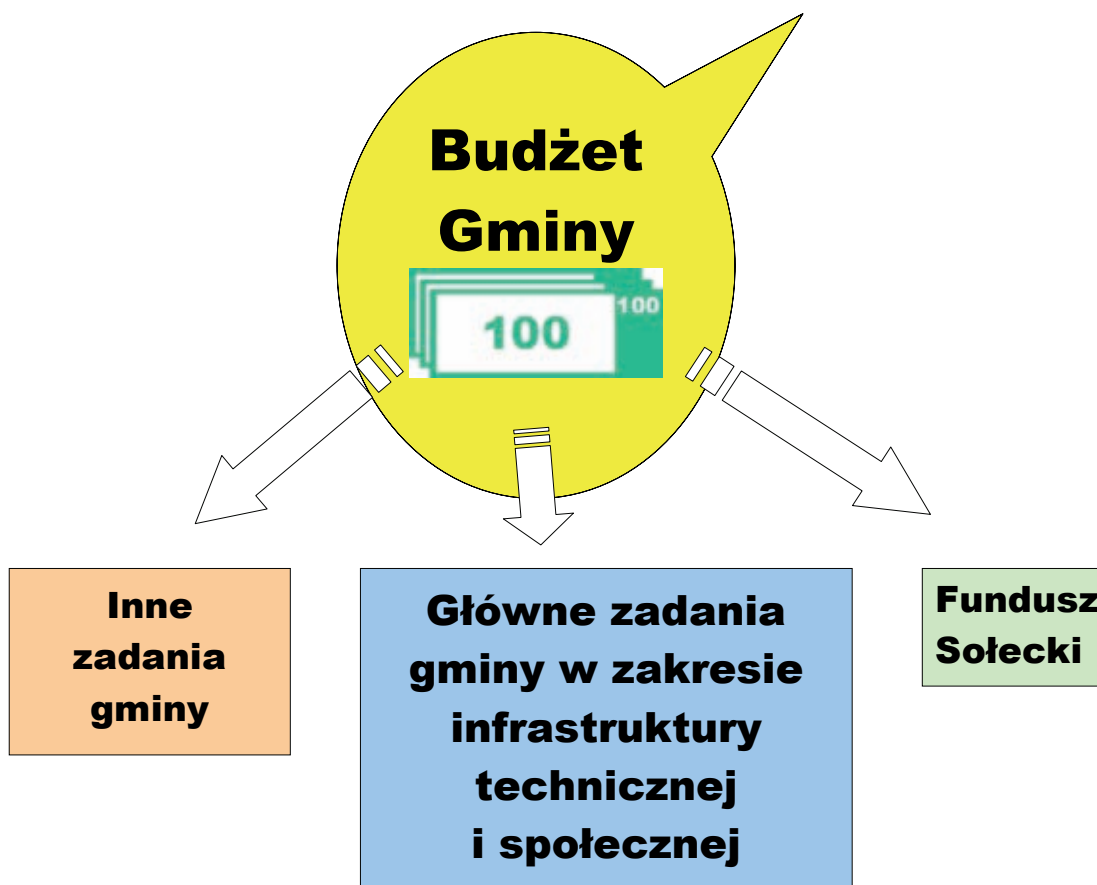 Budżet
Gminy
100
100
Inne
zadania
gminy
Główne zadania
gminy w zakresie
infrastruktury
technicznej
i społecznej
Fundusz
Sołecki